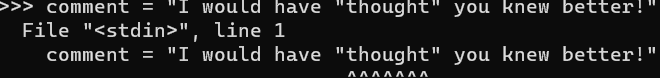 >>> comment = "I would have "thought" you knew better!"
  File "<stdin>", line 1
    comment = "I would have "thought" you knew better!"
                             ^^^^^^^